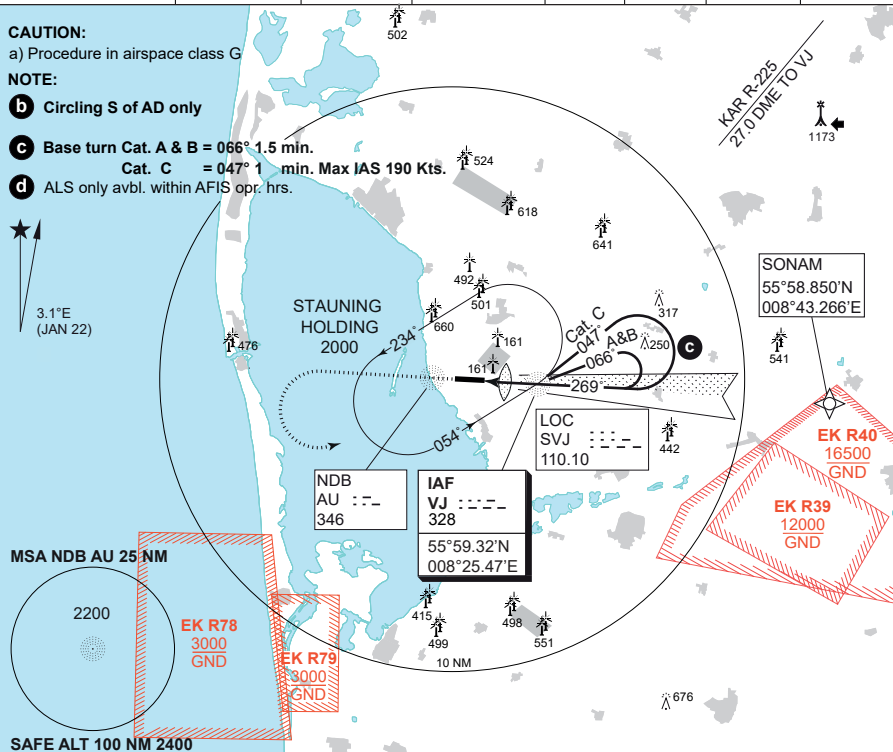 CAUTION:
a) Procedure in airspace class G
NOTE:
b Circling S of AD only
c Base turn Cat. A & B = 066° 1.5 min.
Cat. C = 047° 1 min. Max IAS 190 Kts.
d ALS only avbl. within AFIS opr. hrs.
3.1°E
(JAN 22)
502
KAR R-225
27.0 DME TO VJ
1173
524
618
641
492
501
660
476
STAUNING
HOLDING
2000
234°
054°
161
161
Cat. C
047°
A&B
066°
269°
317
250
c
SONAM
55°58.850'N
008°43.266'E
541
442
LOC
SVJ
110.10
NDB
AU
346
IAF
VJ
328
55°59.32'N
008°25.47'E
EK R40
16500
GND
EK R39
12000
GND
MSA NDB AU 25 NM
2200
SAFE ALT 100 NM 2400
EK R78
3000
GND
EK R79
3000
GND
415
499
498
551
10 NM
676